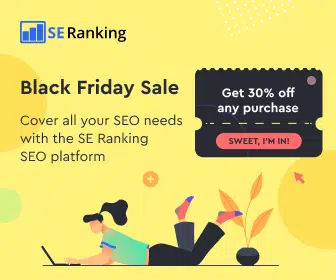 SE Ranking
Black Friday Sale
Cover all your SEO needs
with the SE Ranking
SEO platform
Get 30% off
any purchase
SWEET, I'M IN!